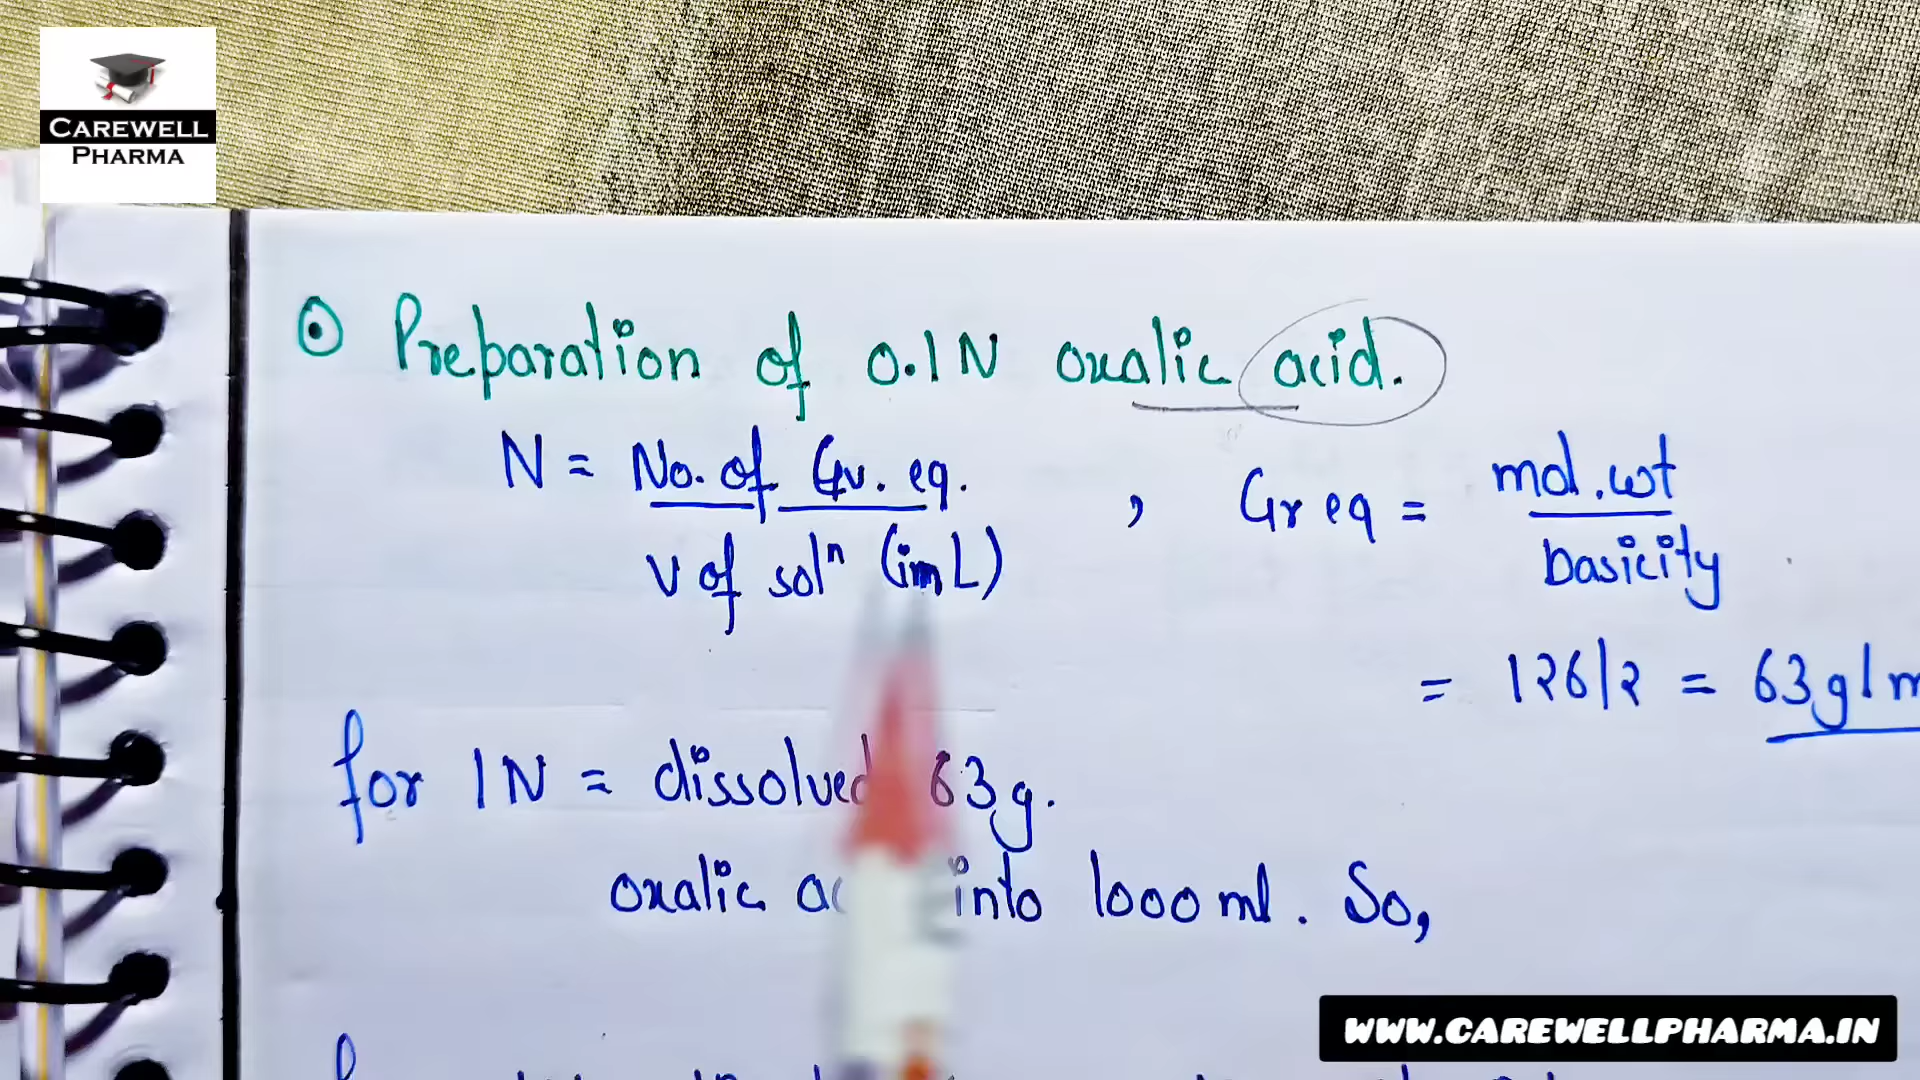 CAREWELL
PHARMA
Preparation of 0.1N oxalic acid.
N = No. of Gr. eq.
V of solⁿ (in L)
, Gr eq = mol.wt
basicity
= 126/2 = 63g/m
for 1N = dissolved 63g.
oxalic into 1000 ml. So,
WWW.CAREWELLPHARMA.IN